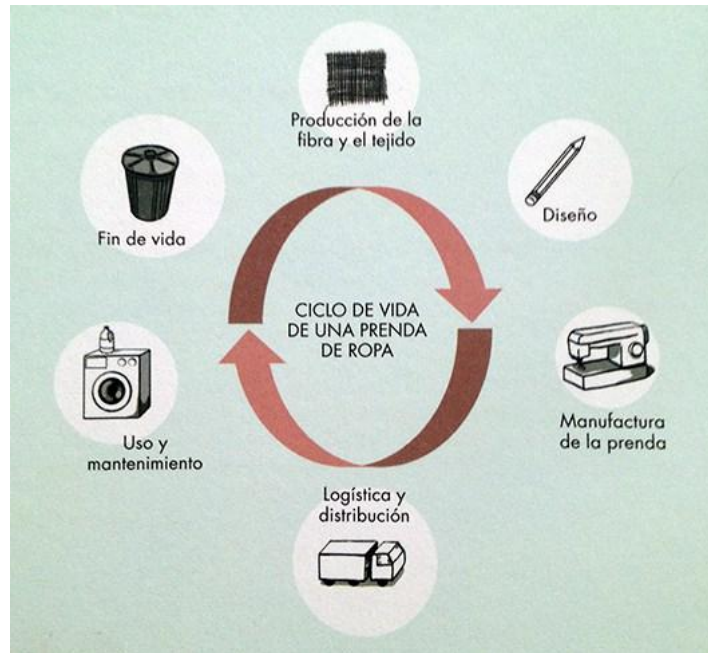 Producción de la
fibra y el tejido
Diseño
Manufactura
de la prenda
Logística y
distribución
Uso y
mantenimiento
Fin de vida
CICLO DE VIDA
DE UNA PRENDA
DE ROPA